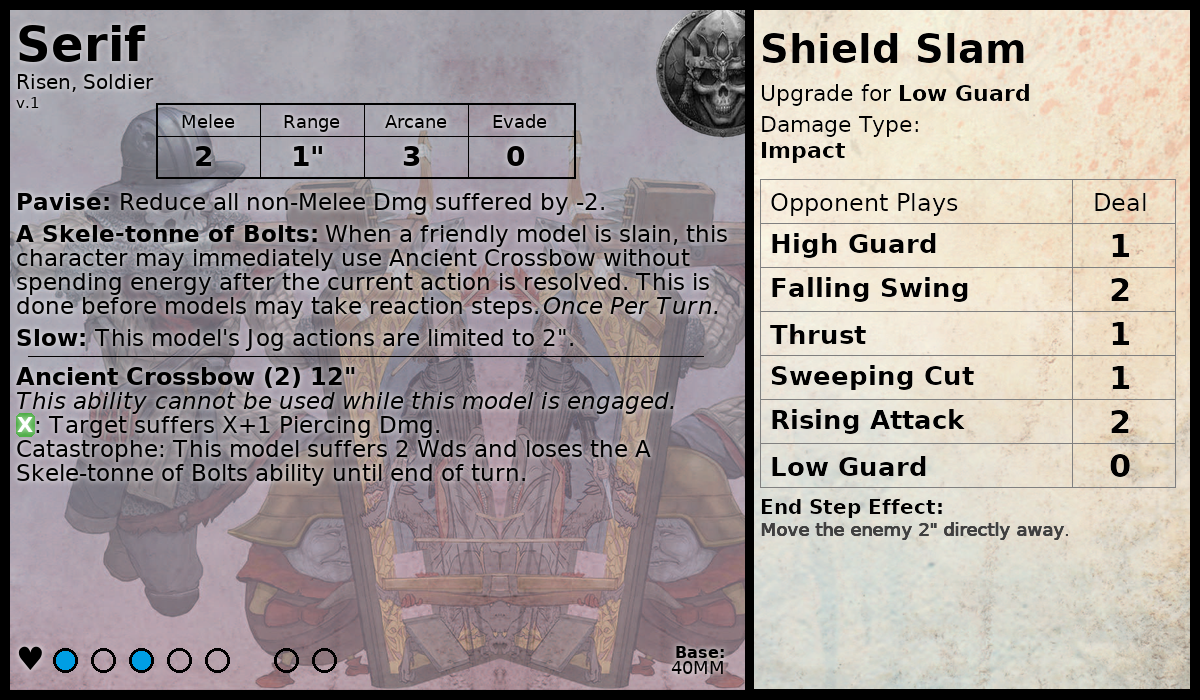 Serif
Risen, Soldier
v.1
Melee Range Arcane Evade
2 1" 3 0
Pavise: Reduce all non-Melee Dmg suffered by -2.
A Skele-tonne of Bolts: When a friendly model is slain, this
character may immediately use Ancient Crossbow without
spending energy after the current action is resolved. This is
done before models may take reaction steps. Once Per Turn.
Slow: This model's Jog actions are limited to 2".
Ancient Crossbow (2) 12"
This ability cannot be used while this model is engaged.
X: Target suffers X+1 Piercing Dmg.
Catastrophe: This model suffers 2 Wds and loses the A
Skele-tonne of Bolts ability until end of turn.
Base:
40MM
Shield Slam
Upgrade for Low Guard
Damage Type:
Impact
Opponent Plays Deal
High Guard 1
Falling Swing 2
Thrust 1
Sweeping Cut 1
Rising Attack 2
Low Guard 0
End Step Effect:
Move the enemy 2" directly away.